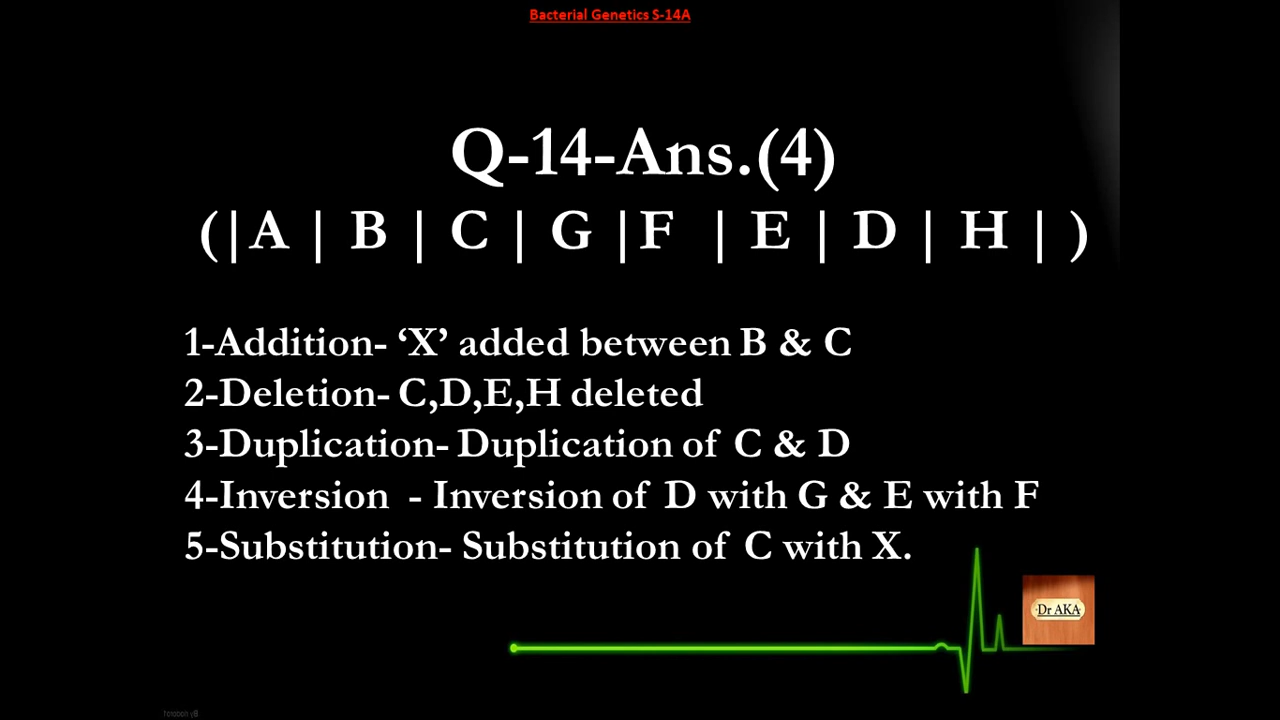 Bacterial Genetics S-14A
Q-14-Ans.(4)
(|A | B | C | G |F | E | D | H | )
1-Addition- ‘X’ added between B & C
2-Deletion- C,D,E,H deleted
3-Duplication- Duplication of C & D
4-Inversion - Inversion of D with G & E with F
5-Substitution- Substitution of C with X.
Dr AKA